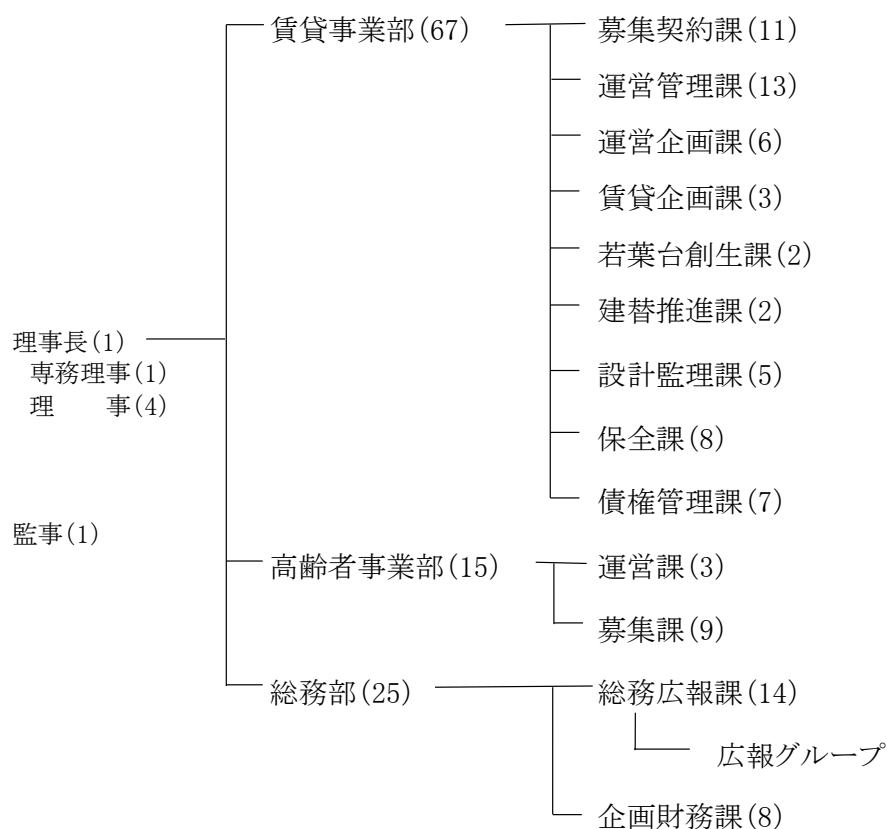 賃貸事業部(67)
募集契約課(11)
運営管理課(13)
運営企画課(6)
賃貸企画課(3)
若葉台創生課(2)
建替推進課(2)
設計監理課(5)
保全課(8)
債権管理課(7)
理事長(1)
専務理事(1)
理　　事(4)
監事(1)
高齢者事業部(15)
運営課(3)
募集課(9)
総務部(25)
総務広報課(14)
広報グループ
企画財務課(8)